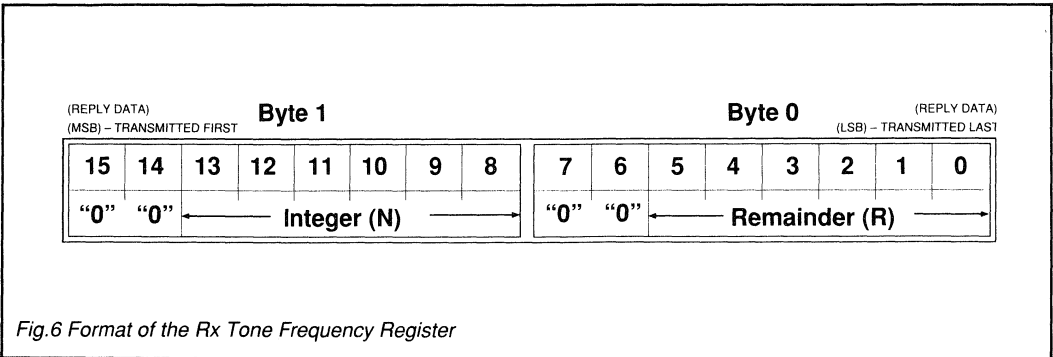 (REPLY DATA) Byte 1 Byte 0 (REPLY DATA)
(MSB) – TRANSMITTED FIRST (LSB) – TRANSMITTED LAST
15 14 13 12 11 10 9 8 7 6 5 4 3 2 1 0
“0” “0” Integer (N) “0” “0” Remainder (R)
Fig.6 Format of the Rx Tone Frequency Register